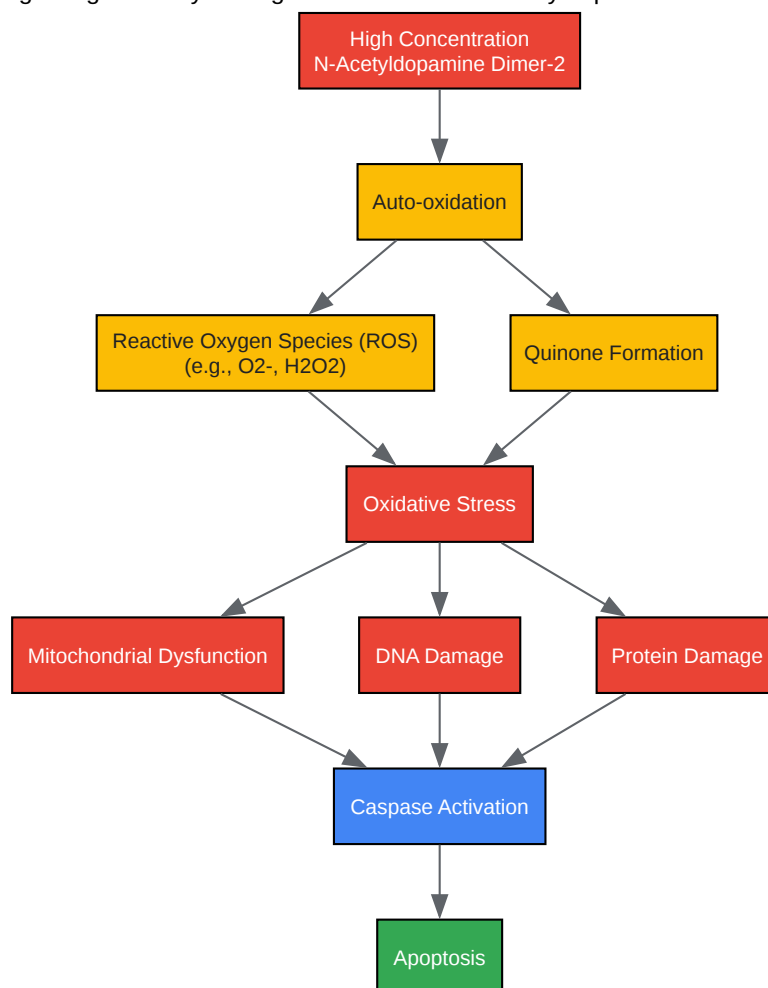 High Concentration
N-Acetyldopamine Dimer-2
Auto-oxidation
Reactive Oxygen Species (ROS)
(e.g., O2-, H2O2)
Quinone Formation
Oxidative Stress
Mitochondrial Dysfunction
DNA Damage
Protein Damage
Caspase Activation
Apoptosis